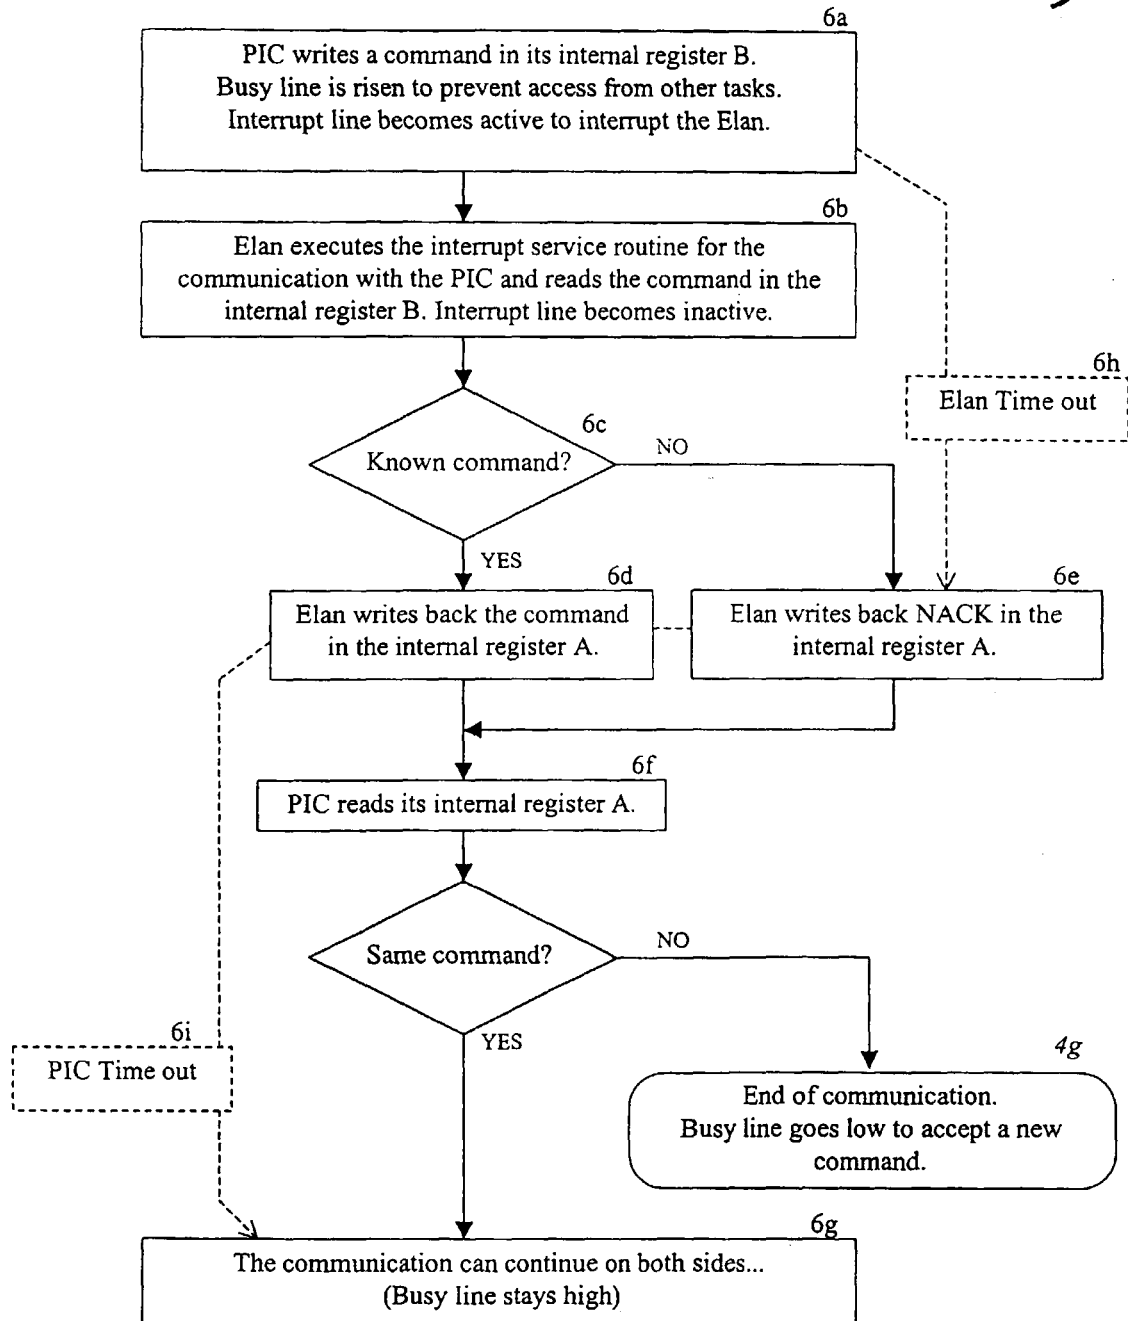 6a
PIC writes a command in its internal register B.
Busy line is risen to prevent access from other tasks.
Interrupt line becomes active to interrupt the Elan.
6b
Elan executes the interrupt service routine for the
communication with the PIC and reads the command in the
internal register B. Interrupt line becomes inactive.
6h
Elan Time out
6c
Known command?
NO
YES
6d
Elan writes back the command
in the internal register A.
6e
Elan writes back NACK in the
internal register A.
6f
PIC reads its internal register A.
Same command?
NO
YES
6i
PIC Time out
4g
End of communication.
Busy line goes low to accept a new
command.
6g
The communication can continue on both sides...
(Busy line stays high)